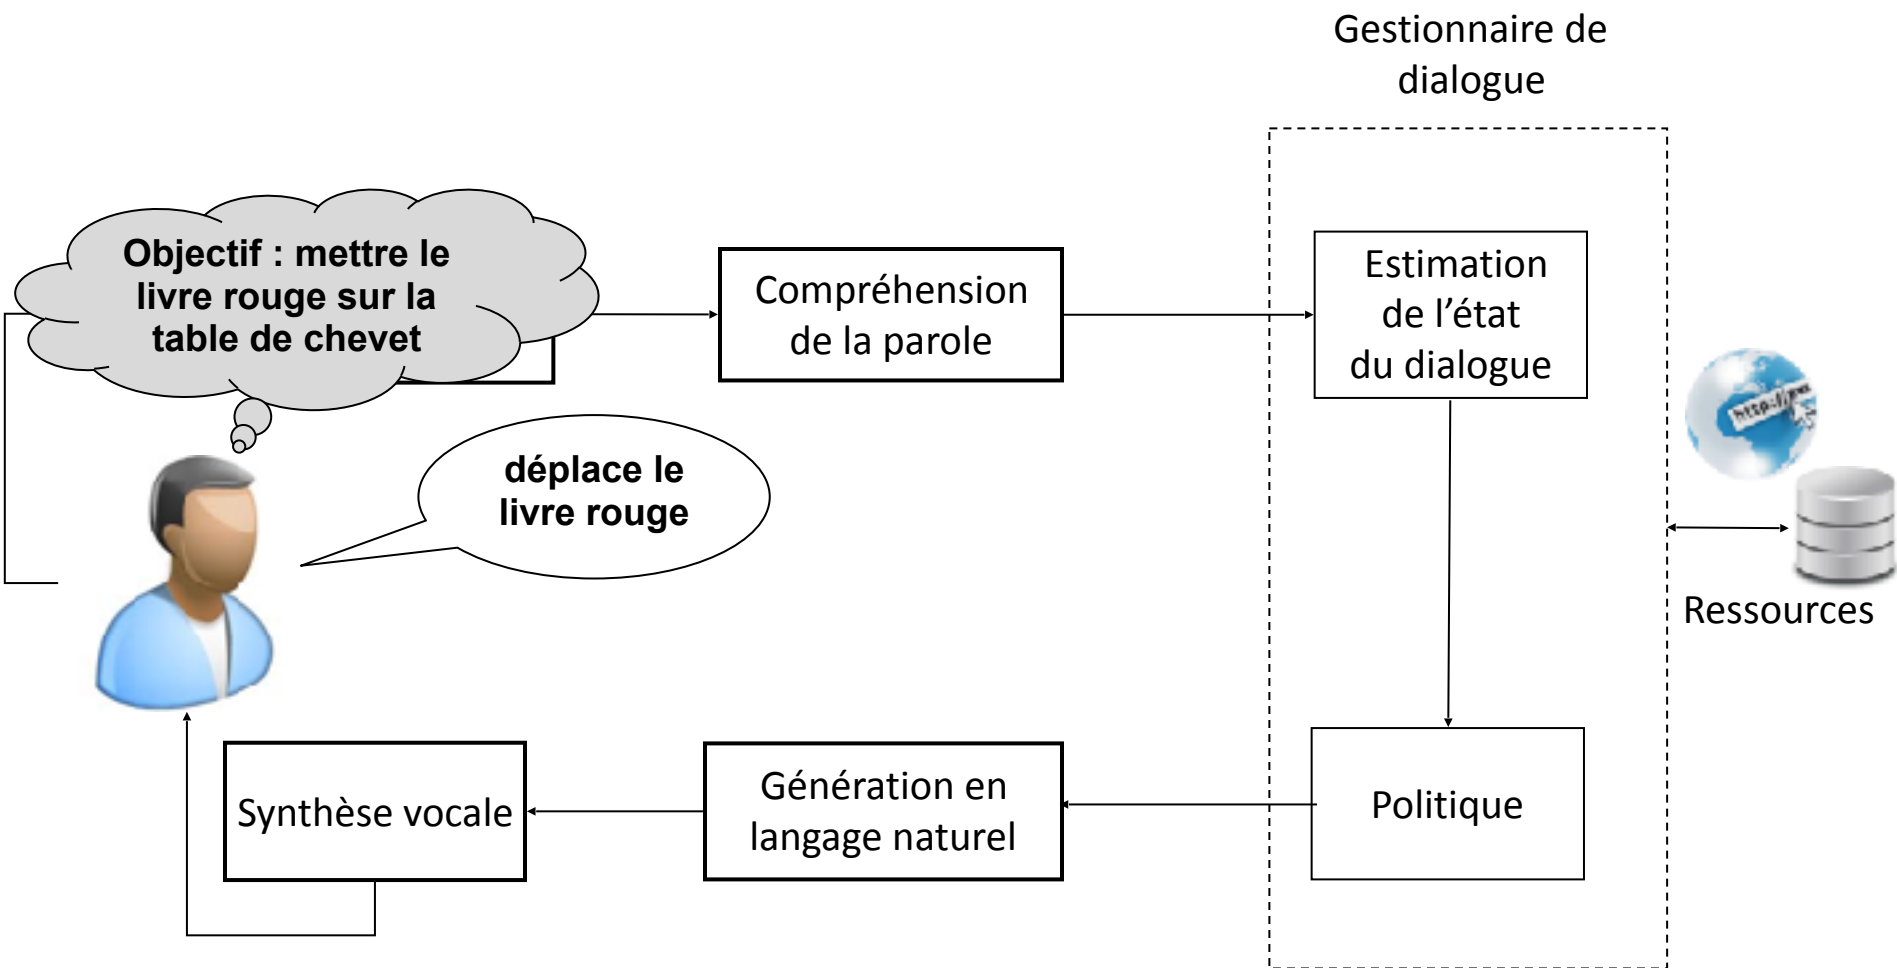 Gestionnaire de
dialogue
Objectif : mettre le
livre rouge sur la
table de chevet
Compréhension
de la parole
Estimation
de l’état
du dialogue
déplace le
livre rouge
Ressources
Synthèse vocale
Génération en
langage naturel
Politique